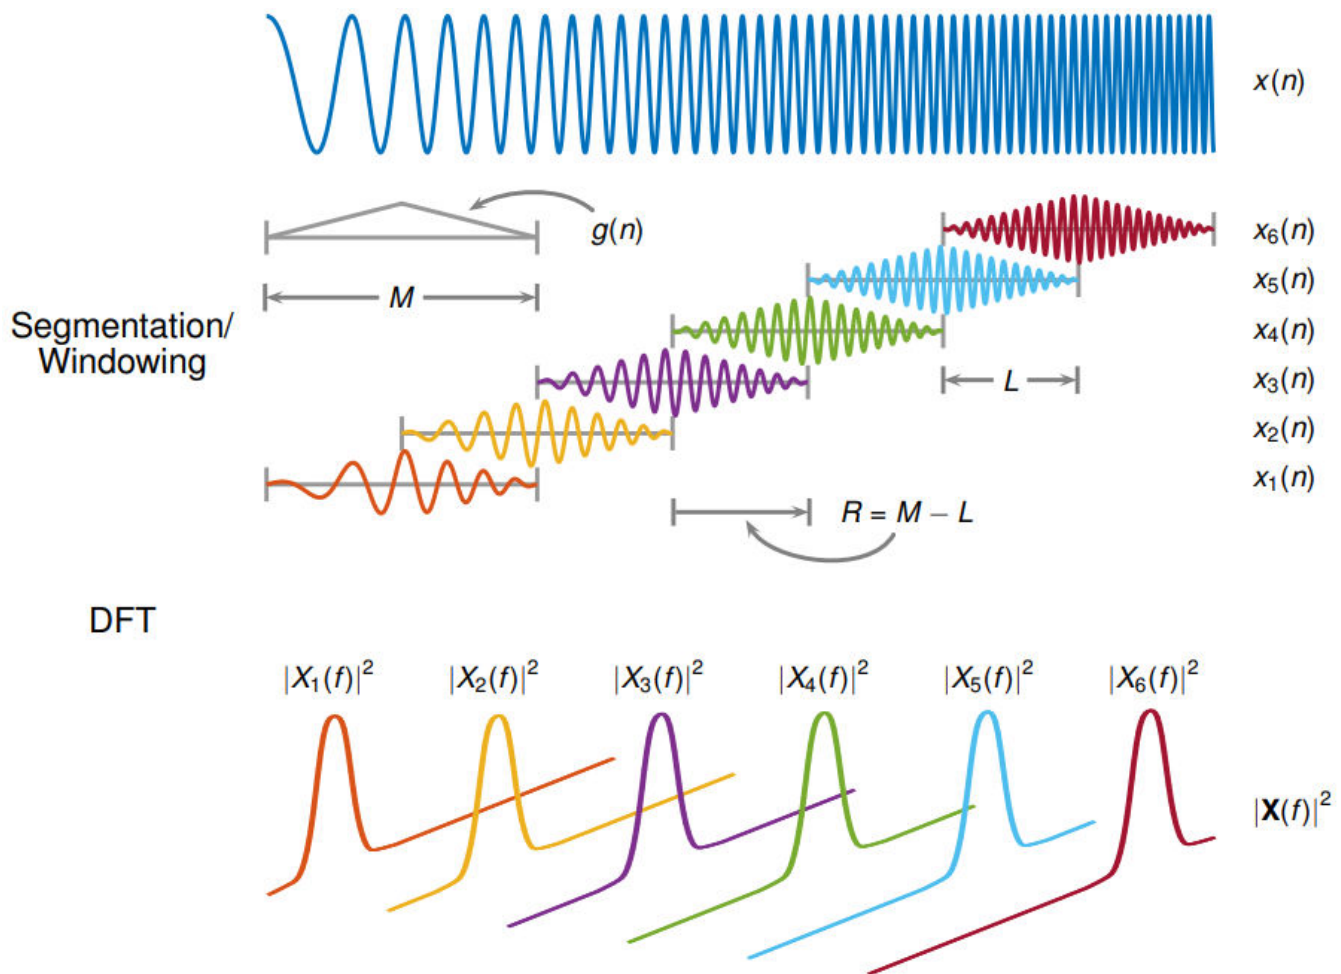 x(n)
g(n)
x₆(n)
x₅(n)
M
Segmentation/
Windowing
x₄(n)
x₃(n)
L
x₂(n)
x₁(n)
R = M − L
DFT
|X₁(f)|²
|X₂(f)|²
|X₃(f)|²
|X₄(f)|²
|X₅(f)|²
|X₆(f)|²
|X(f)|²